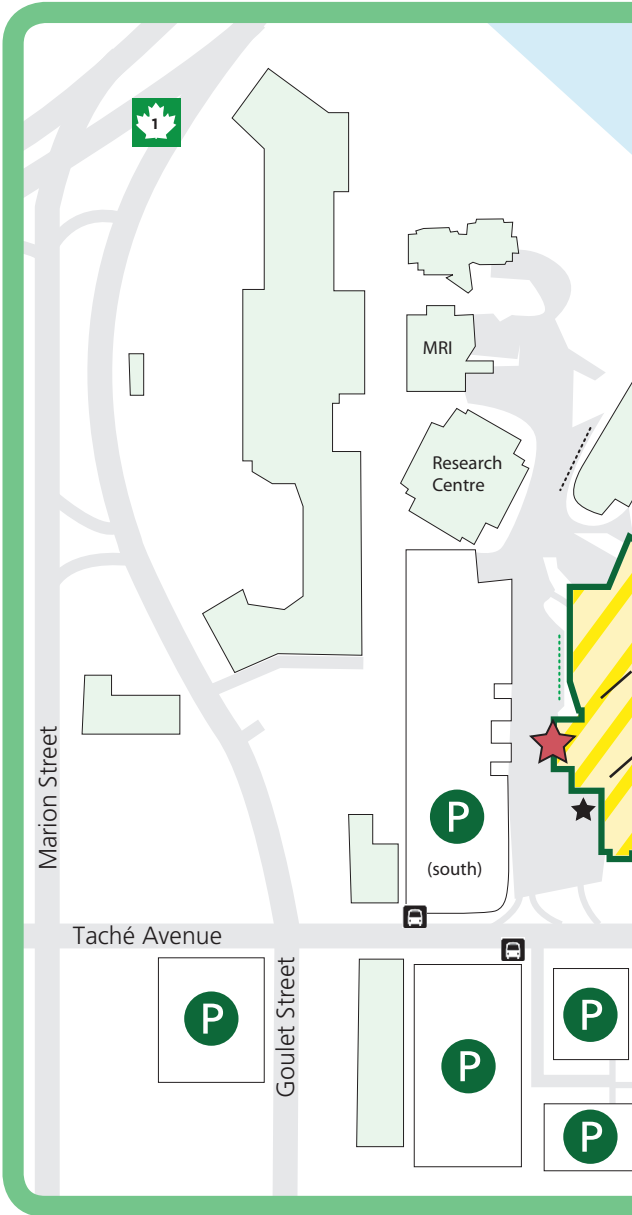 1
MRI
Research
Centre
Marion Street
P
(south)
Taché Avenue
Goulet Street
P
P
P
P